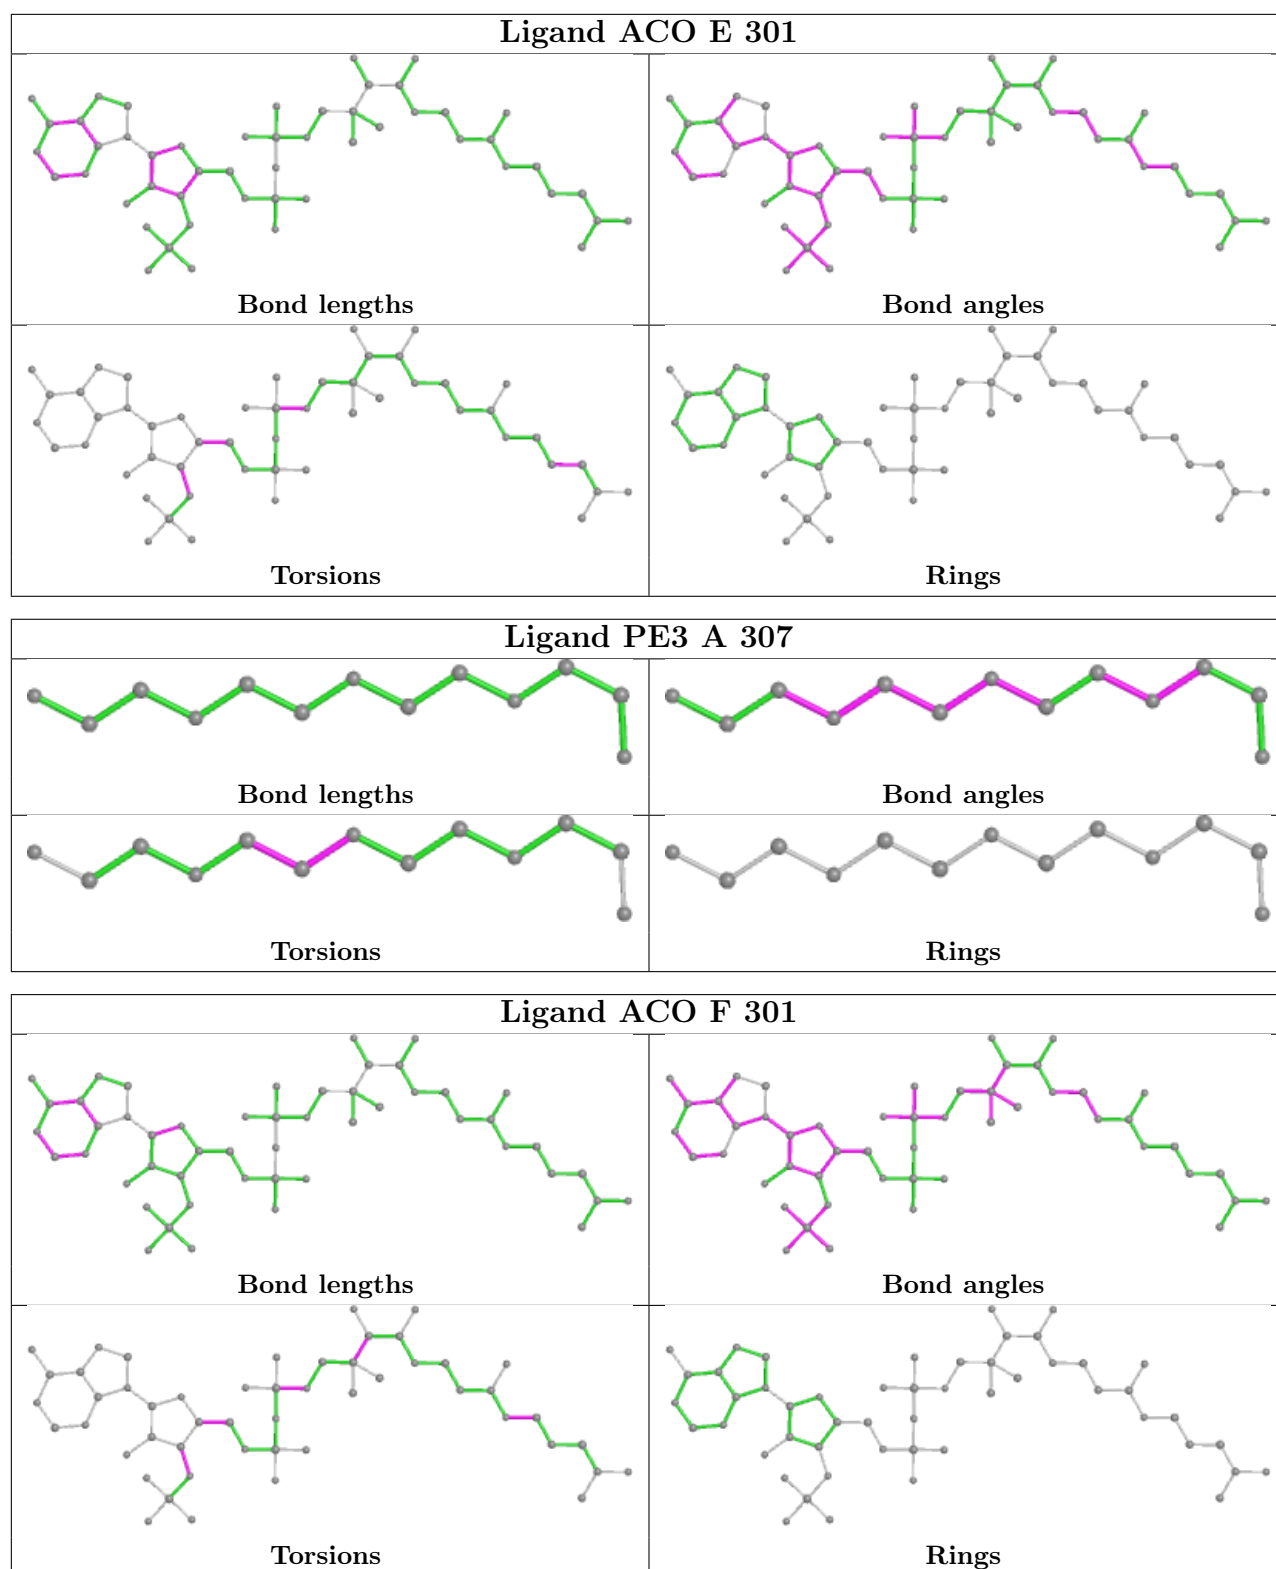 Ligand ACO E 301
Bond lengths
Bond angles
Torsions
Rings
Ligand PE3 A 307
Bond lengths
Bond angles
Torsions
Rings
Ligand ACO F 301
Bond lengths
Bond angles
Torsions
Rings